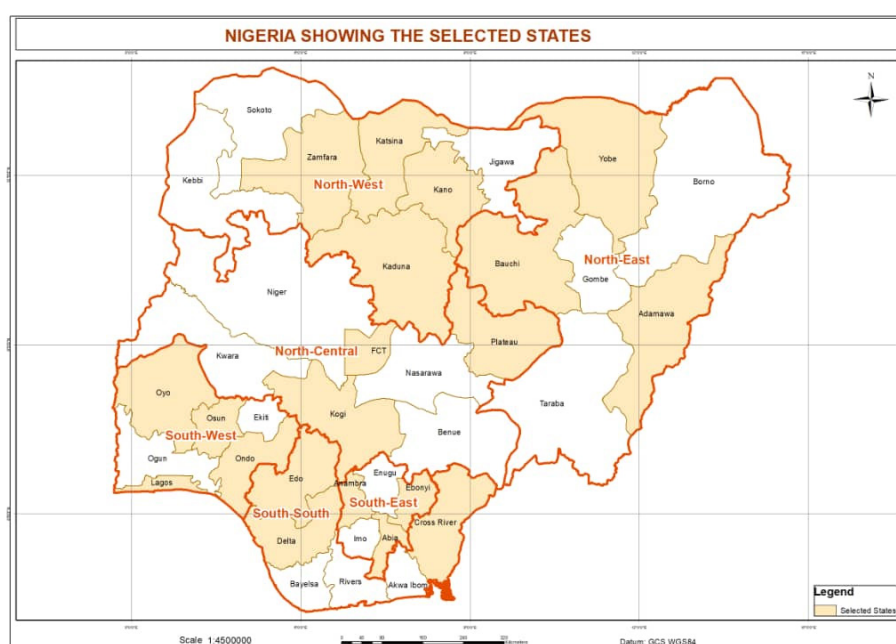 NIGERIA SHOWING THE SELECTED STATES
N
Sokoto
Katsina
Zamfara
Jigawa
Yobe
Kebbi
North-West
Kano
Borno
Kaduna
Bauchi
North-East
Gombe
Niger
Adamawa
Plateau
Kwara
North-Central
FCT
Nasarawa
Oyo
Taraba
Osun
Ekiti
Kogi
South-West
Benue
Ogun
Ondo
Enugu
Lagos
Edo
Anambra
Ebonyi
South-East
South-South
Cross River
Delta
Imo
Abia
Bayelsa
Rivers
Akwa Ibom
Legend
Selected States
Scale 1:4500000
Datum: GCS WGS84